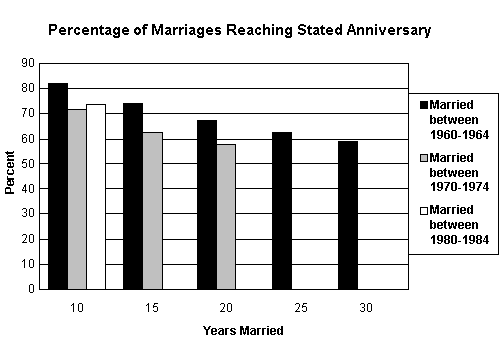 Percentage of Marriages Reaching Stated Anniversary
90
80
70
60
50
40
30
20
10
0
Percent
10 15 20 25 30
Years Married
Married
between
1960-1964
Married
between
1970-1974
Married
between
1980-1984